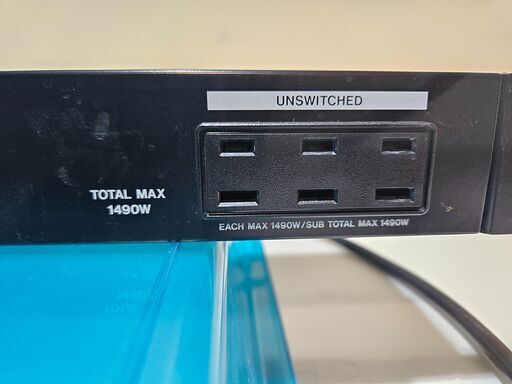 UNSWITCHED
TOTAL MAX
1490W
EACH MAX 1490W/SUB TOTAL MAX 1490W